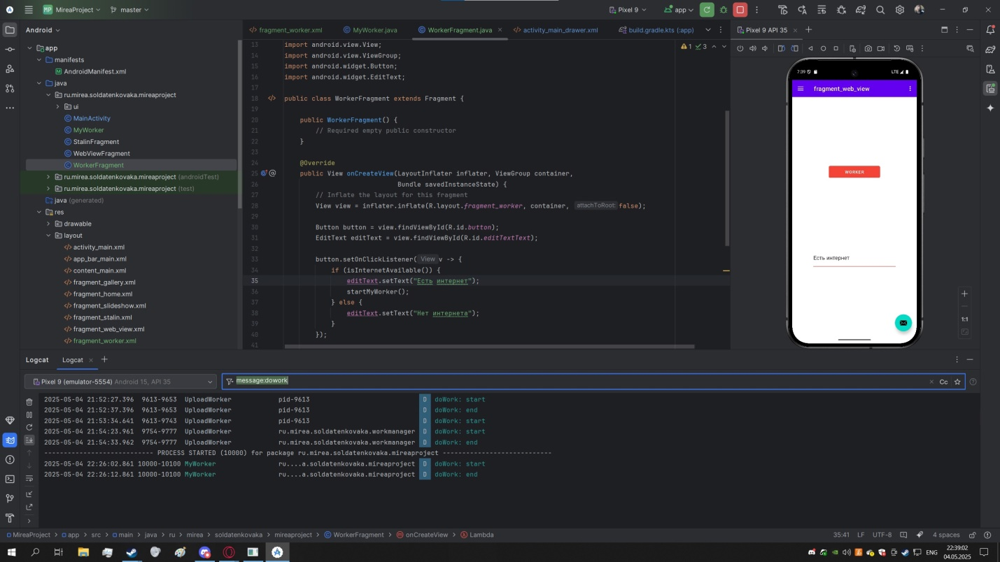 MP MireaProject
master
Pixel 9
app
Android
fragment_worker.xml
MyWorker.java
WorkerFragment.java
activity_main_drawer.xml
build.gradle.kts (:app)
Pixel 9 API 35
app
manifests
AndroidManifest.xml
java
ru.mirea.soldatenkovaka.mireaproject
ui
MainActivity
MyWorker
StalinFragment
WebViewFragment
WorkerFragment
ru.mirea.soldatenkovaka.mireaproject (androidTest)
ru.mirea.soldatenkovaka.mireaproject (test)
java (generated)
res
drawable
layout
activity_main.xml
app_bar_main.xml
content_main.xml
fragment_gallery.xml
fragment_home.xml
fragment_slideshow.xml
fragment_stalin.xml
fragment_web_view.xml
fragment_worker.xml
1 3
13 import android.view.View;
14 import android.view.ViewGroup;
15 import android.widget.Button;
16 import android.widget.EditText;
17
18 public class WorkerFragment extends Fragment {
19
20 public WorkerFragment() {
21 // Required empty public constructor
22 }
23
24 @Override
25 public View onCreateView(LayoutInflater inflater, ViewGroup container,
26 Bundle savedInstanceState) {
27 // Inflate the layout for this fragment
28 View view = inflater.inflate(R.layout.fragment_worker, container, attachToRoot: false);
29
30 Button button = view.findViewById(R.id.button);
31 EditText editText = view.findViewById(R.id.editTextText);
32
33 button.setOnClickListener( View v -> {
34 if (isInternetAvailable()) {
35 editText.setText("Есть интернет");
36 startMyWorker();
37 } else {
38 editText.setText("Нет интернета");
39 }
40 });
41
7:39
LTE
fragment_web_view
WORKER
Есть интернет
1:1
Logcat
Logcat
Pixel 9 (emulator-5554) Android 15, API 35
message:dowork
Cc
2025-05-04 21:52:27.396 9613-9653 UploadWorker pid-9613 D doWork: start
2025-05-04 21:52:37.396 9613-9653 UploadWorker pid-9613 D doWork: end
2025-05-04 21:53:34.641 9613-9743 UploadWorker pid-9613 D doWork: start
2025-05-04 21:54:23.961 9754-9777 UploadWorker ru.mirea.soldatenkovaka.workmanager D doWork: start
2025-05-04 21:54:33.962 9754-9777 UploadWorker ru.mirea.soldatenkovaka.workmanager D doWork: end
--------------------------- PROCESS STARTED (10000) for package ru.mirea.soldatenkovaka.mireaproject ---------------------------
2025-05-04 22:26:02.861 10000-10100 MyWorker ru....a.soldatenkovaka.mireaproject D doWork: start
2025-05-04 22:26:12.861 10000-10100 MyWorker ru....a.soldatenkovaka.mireaproject D doWork: end
MireaProject > app > src > main > java > ru > mirea > soldatenkovaka > mireaproject > WorkerFragment > onCreateView > Lambda
35:41 LF UTF-8 4 spaces
ENG
22:39:02
04.05.2025